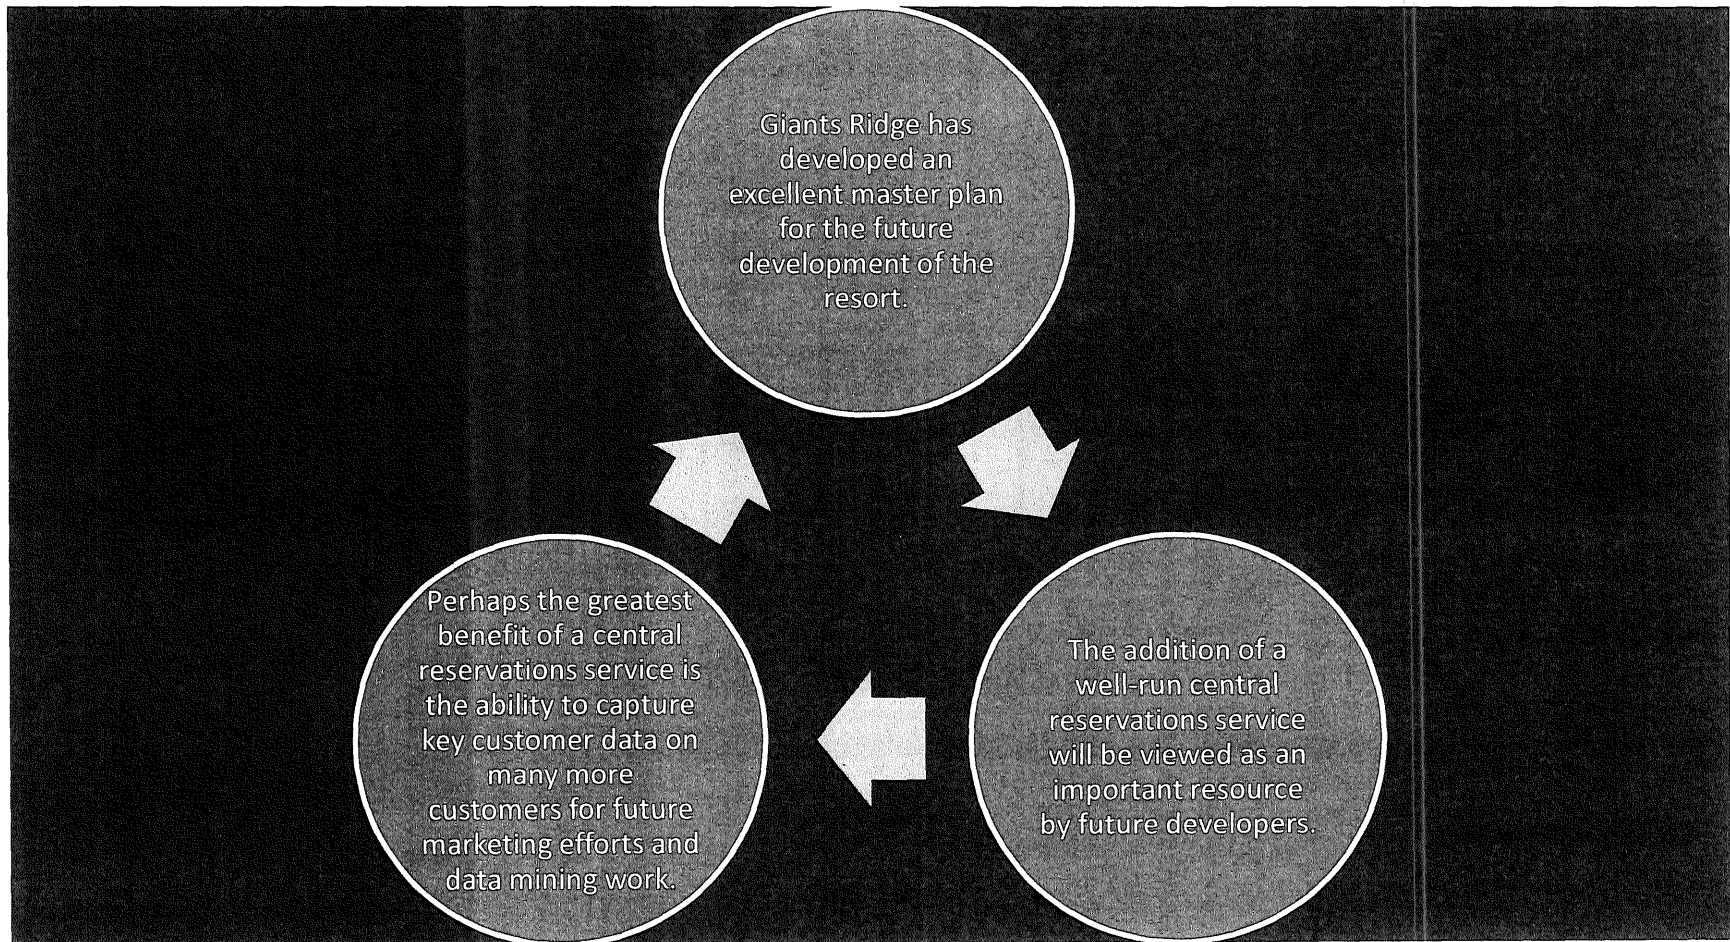 Giants Ridge has
developed an
excellent master plan
for the future
development of the
resort.
The addition of a
well-run central
reservations service
will be viewed as an
important resource
by future developers.
Perhaps the greatest
benefit of a central
reservations service is
the ability to capture
key customer data on
many more
customers for future
marketing efforts and
data mining work.